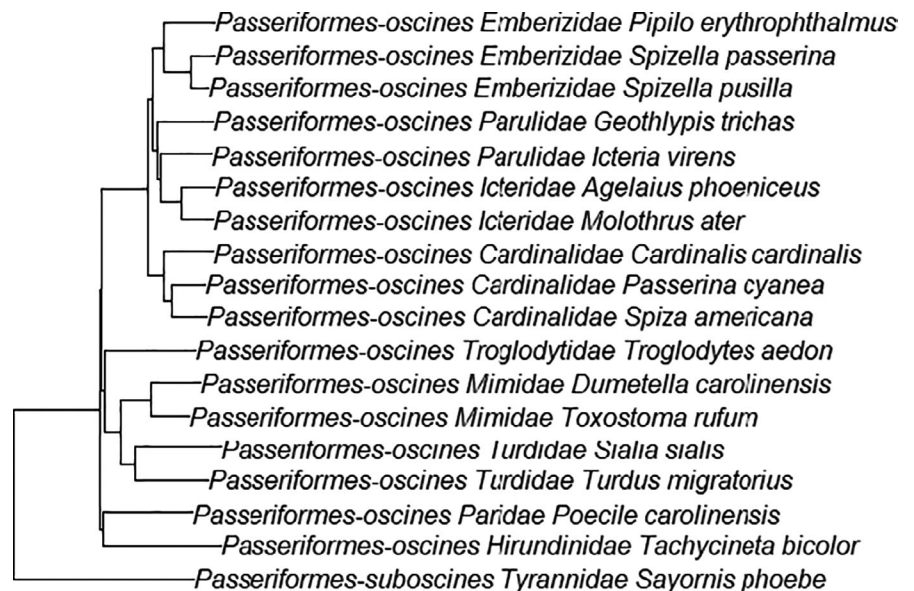 Passeriformes-oscines Emberizidae Pipilo erythrophthalmus
Passeriformes-oscines Emberizidae Spizella passerina
Passeriformes-oscines Emberizidae Spizella pusilla
Passeriformes-oscines Parulidae Geothlypis trichas
Passeriformes-oscines Parulidae Icteria virens
Passeriformes-oscines Icteridae Agelaius phoeniceus
Passeriformes-oscines Icteridae Molothrus ater
Passeriformes-oscines Cardinalidae Cardinalis cardinalis
Passeriformes-oscines Cardinalidae Passerina cyanea
Passeriformes-oscines Cardinalidae Spiza americana
Passeriformes-oscines Troglodytidae Troglodytes aedon
Passeriformes-oscines Mimidae Dumetella carolinensis
Passeriformes-oscines Mimidae Toxostoma rufum
Passeriformes-oscines Turdidae Sialia sialis
Passeriformes-oscines Turdidae Turdus migratorius
Passeriformes-oscines Paridae Poecile carolinensis
Passeriformes-oscines Hirundinidae Tachycineta bicolor
Passeriformes-suboscines Tyrannidae Sayornis phoebe